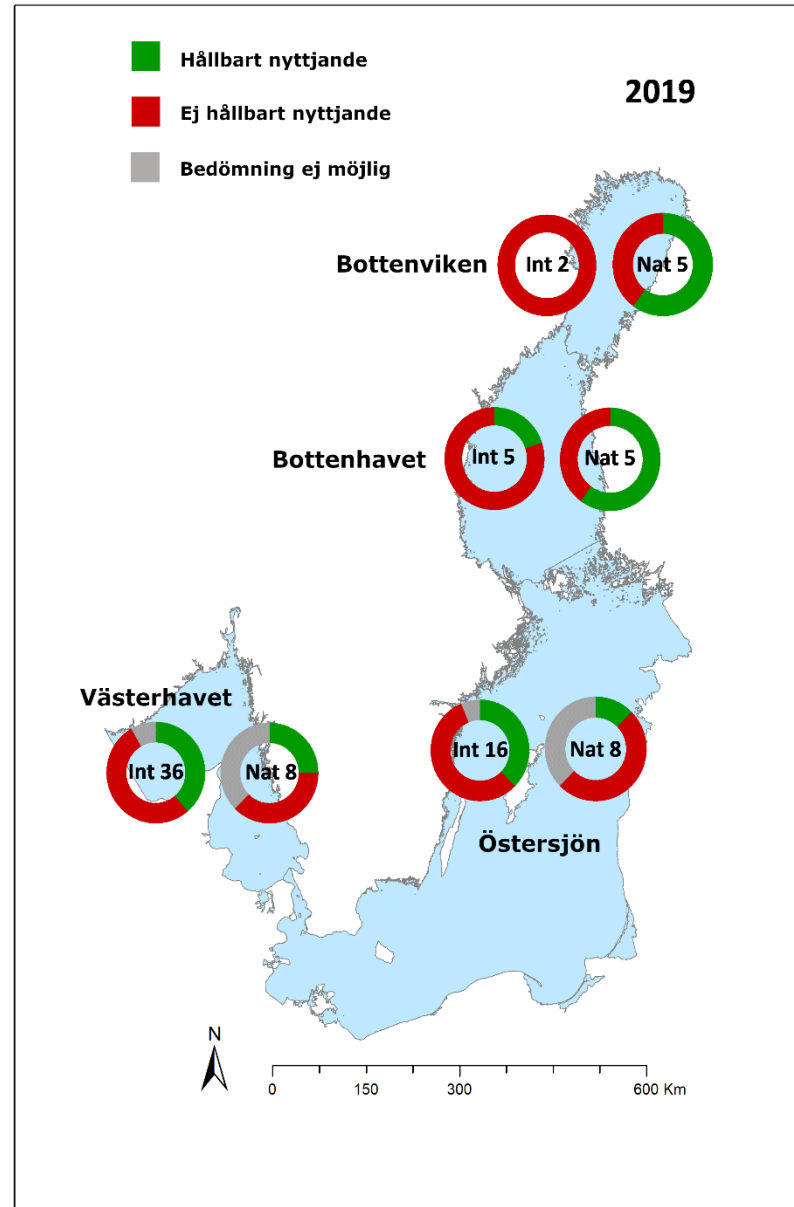 Hållbart nyttjande
2019
Ej hållbart nyttjande
Bedömning ej möjlig
Bottenviken
Int 2
Nat 5
Bottenhavet
Int 5
Nat 5
Västerhavet
Int 36
Nat 8
Int 16
Nat 8
Östersjön
N
0 150 300 600 Km